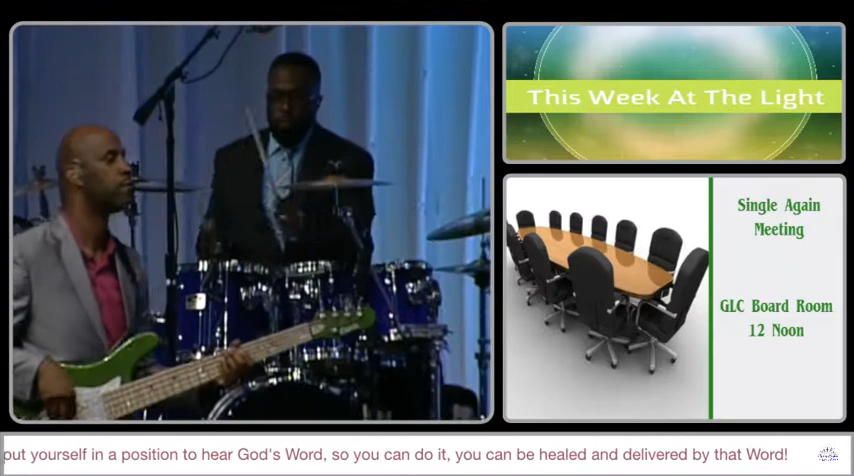 This Week At The Light
Single Again
Meeting
GLC Board Room
12 Noon
put yourself in a position to hear God's Word, so you can do it, you can be healed and delivered by that Word!